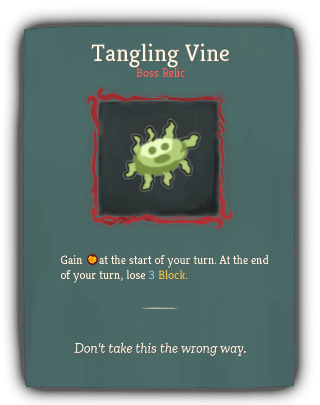 Tangling Vine
Boss Relic
Gain at the start of your turn. At the end
of your turn, lose 3 Block.
Don't take this the wrong way.